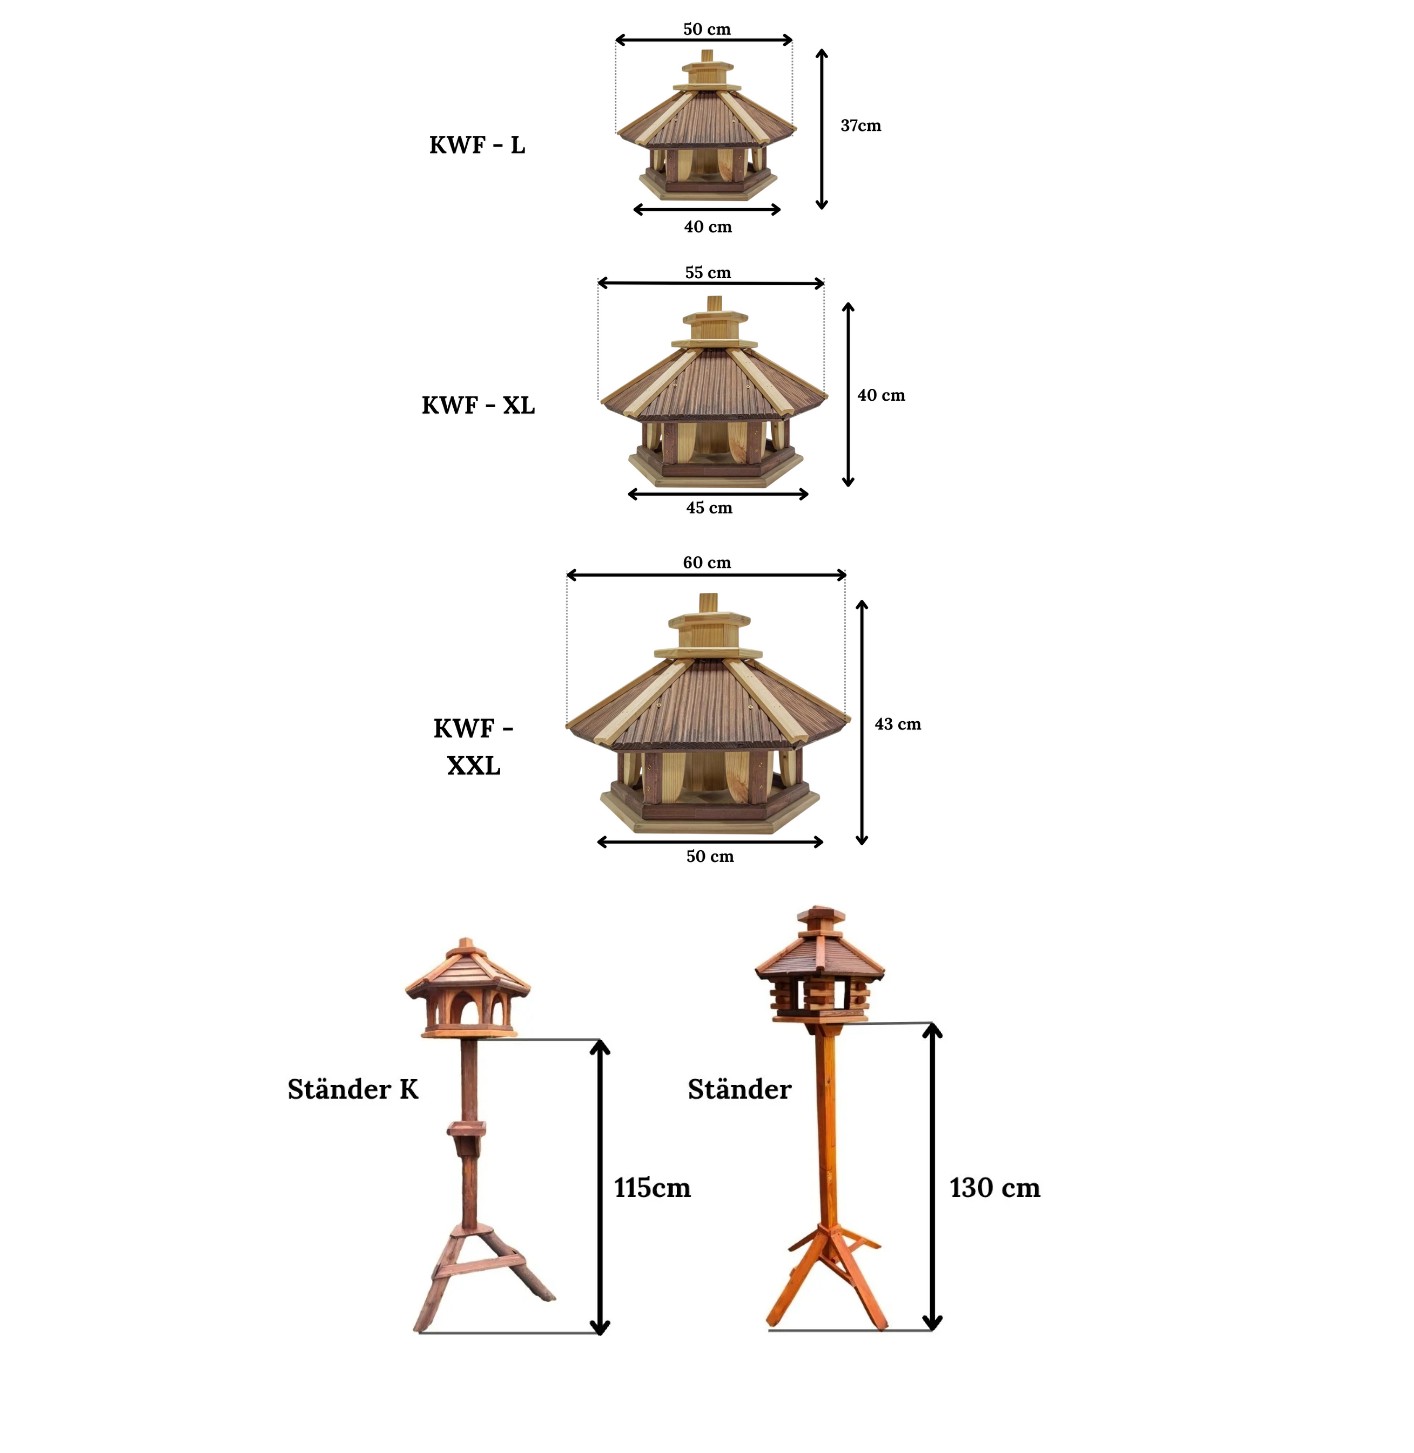 50 cm
37cm
KWF - L
40 cm
55 cm
40 cm
KWF - XL
45 cm
60 cm
43 cm
KWF -
XXL
50 cm
Ständer K
Ständer
115cm
130 cm